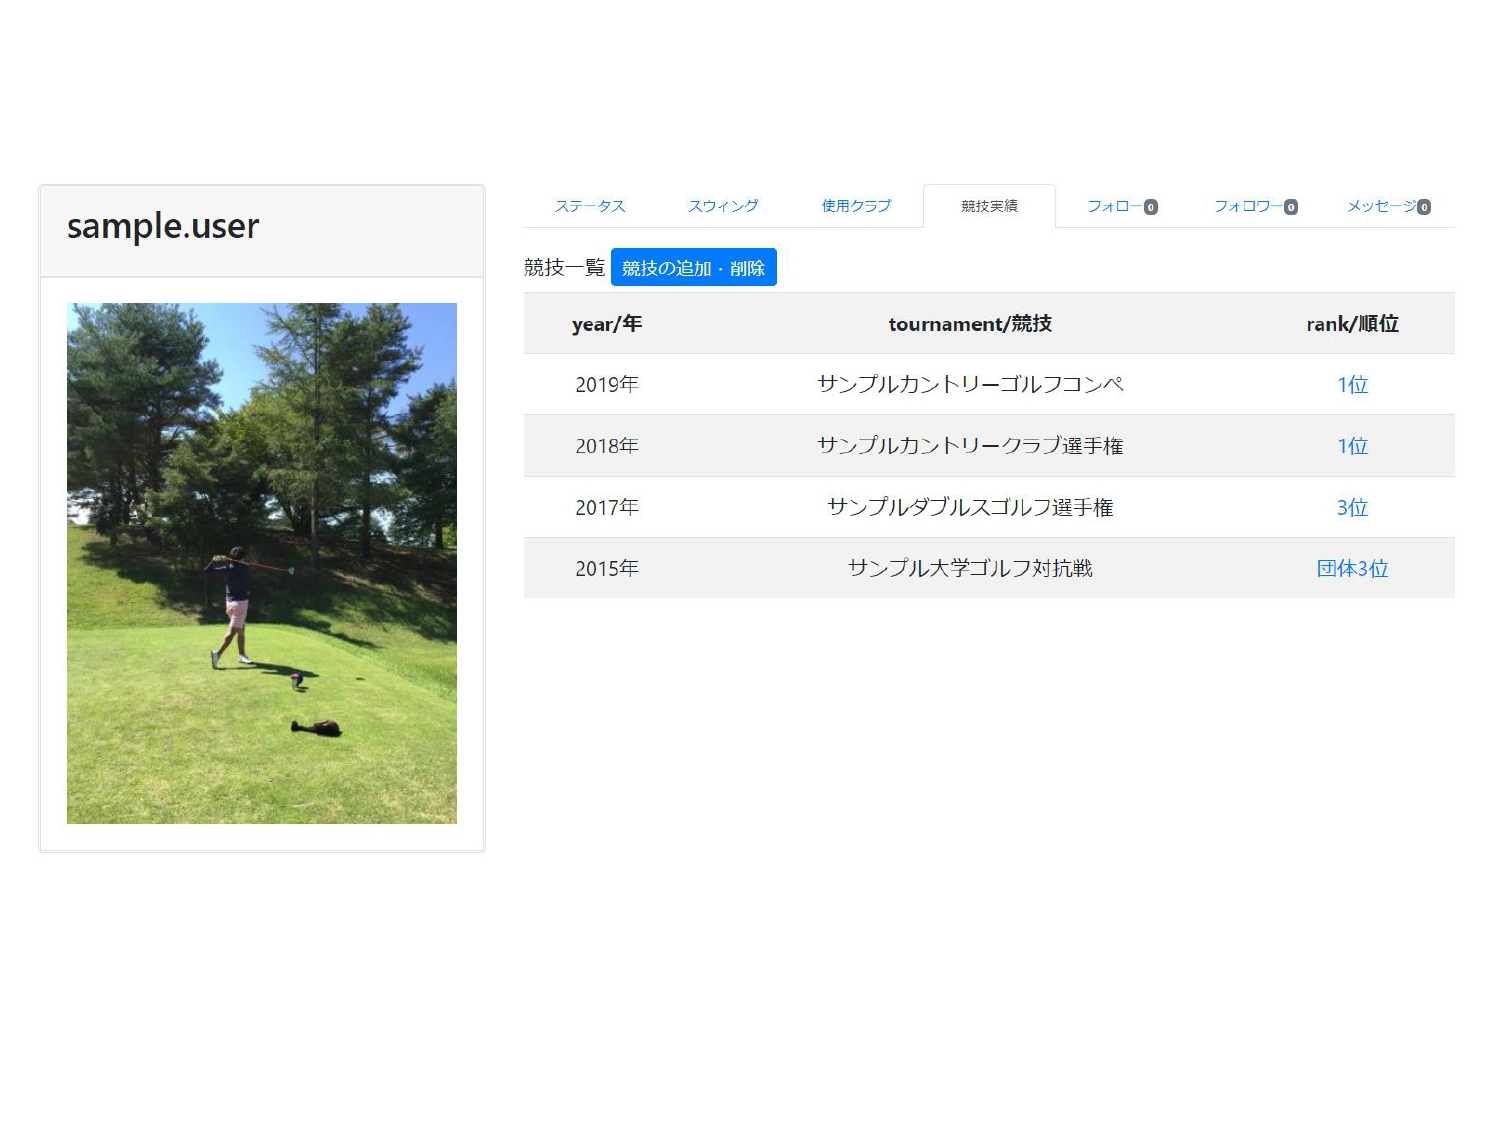 sample.user
ステータス スウィング 使用クラブ 競技実績 フォロー0 フォロワー0 メッセージ0
競技一覧 競技の追加・削除
year/年 tournament/競技 rank/順位
2019年 サンプルカントリーゴルフコンペ 1位
2018年 サンプルカントリークラブ選手権 1位
2017年 サンプルダブルスゴルフ選手権 3位
2015年 サンプル大学ゴルフ対抗戦 団体3位